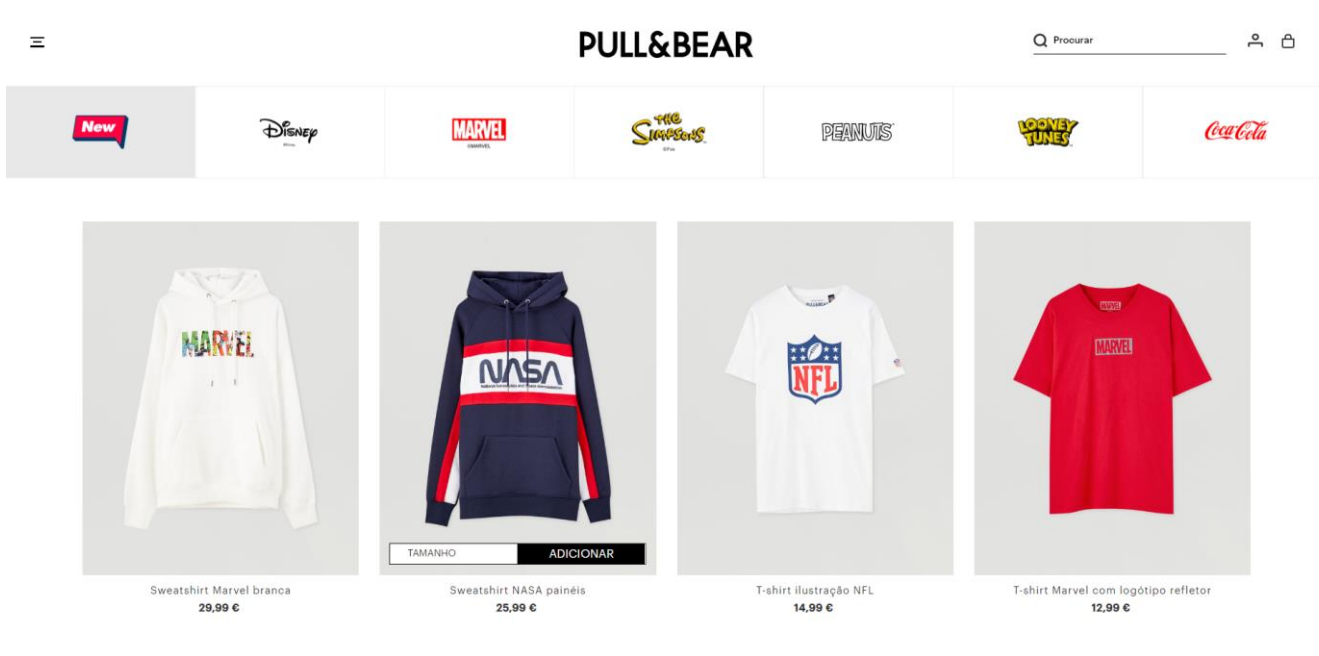 PULL&BEAR
Procurar
New
Disney
MARVEL
©MARVEL
THE
SIMPSONS
PEANUTS
LOONEY
TUNES
Coca-Cola
MARVEL
NASA
NFL
MARVEL
MARVEL
TAMANHO
ADICIONAR
Sweatshirt Marvel branca
29,99 €
Sweatshirt NASA painéis
25,99 €
T-shirt ilustração NFL
14,99 €
T-shirt Marvel com logótipo refletor
12,99 €